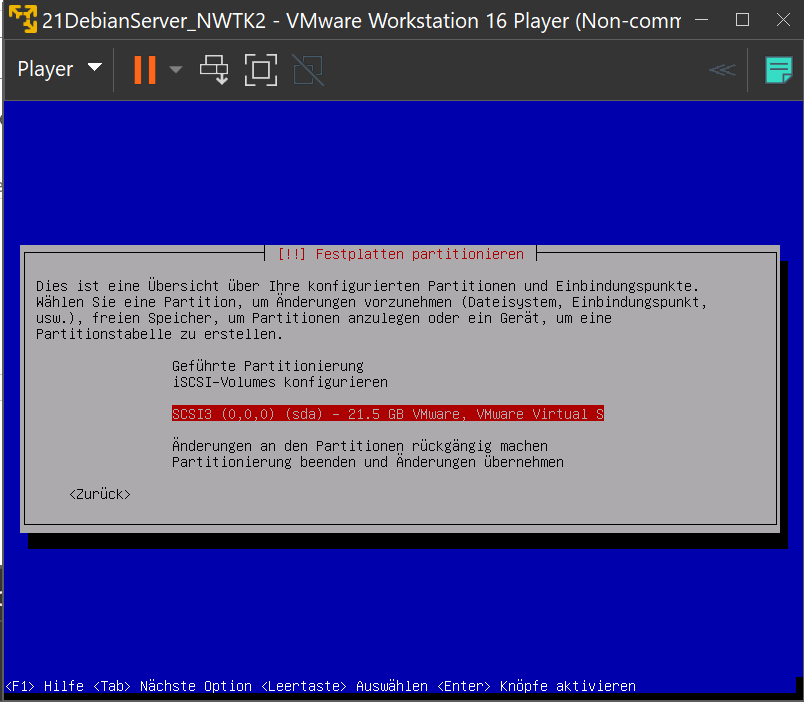 21DebianServer_NWTK2 - VMware Workstation 16 Player (Non-comm
Player
[!!] Festplatten partitionieren
Dies ist eine Übersicht über Ihre konfigurierten Partitionen und Einbindungspunkte.
Wählen Sie eine Partition, um Änderungen vorzunehmen (Dateisystem, Einbindungspunkt,
usw.), freien Speicher, um Partitionen anzulegen oder ein Gerät, um eine
Partitionstabelle zu erstellen.
Geführte Partitionierung
iSCSI-Volumes konfigurieren
SCSI3 (0,0,0) (sda) - 21.5 GB VMware, VMware Virtual S
Änderungen an den Partitionen rückgängig machen
Partitionierung beenden und Änderungen übernehmen
<Zurück>
<F1> Hilfe <Tab> Nächste Option <Leertaste> Auswählen <Enter> Knöpfe aktivieren